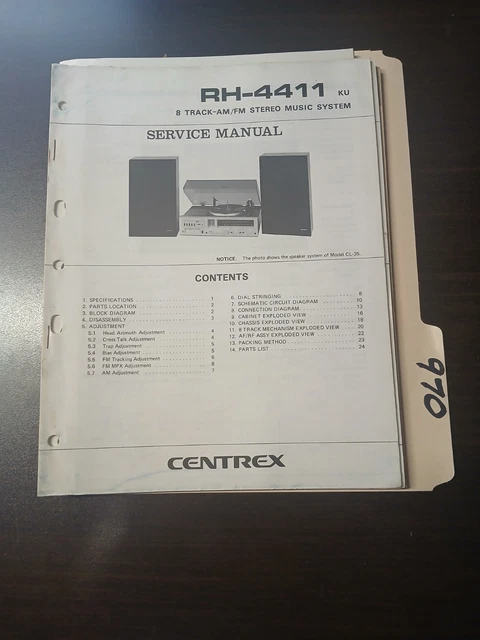 RH-4411 KU
8 TRACK-AM/FM STEREO MUSIC SYSTEM
SERVICE MANUAL
NOTICE. The photo shows the speaker system of Model CL-35.
CONTENTS
1. SPECIFICATIONS 1
2. PARTS LOCATION 2
3. BLOCK DIAGRAM 2
4. DISASSEMBLY 3
5. ADJUSTMENT
5.1 Head Azimuth Adjustment 4
5.2 Cross Talk Adjustment 4
5.3 Trap Adjustment 5
5.4 Bias Adjustment 5
5.5 FM Tracking Adjustment
5.6 FM MPX Adjustment 6
5.7 AM Adjustment 7
6. DIAL STRINGING 8
7. SCHEMATIC CIRCUIT DIAGRAM 10
8. CONNECTION DIAGRAM 13
9. CABINET EXPLODED VIEW 16
10. CHASSIS EXPLODED VIEW 18
11. 8 TRACK MECHANISM EXPLODED VIEW 20
12. AF/RF ASSY EXPLODED VIEW 22
13. PACKING METHOD 23
14. PARTS LIST 24
CENTREX
970